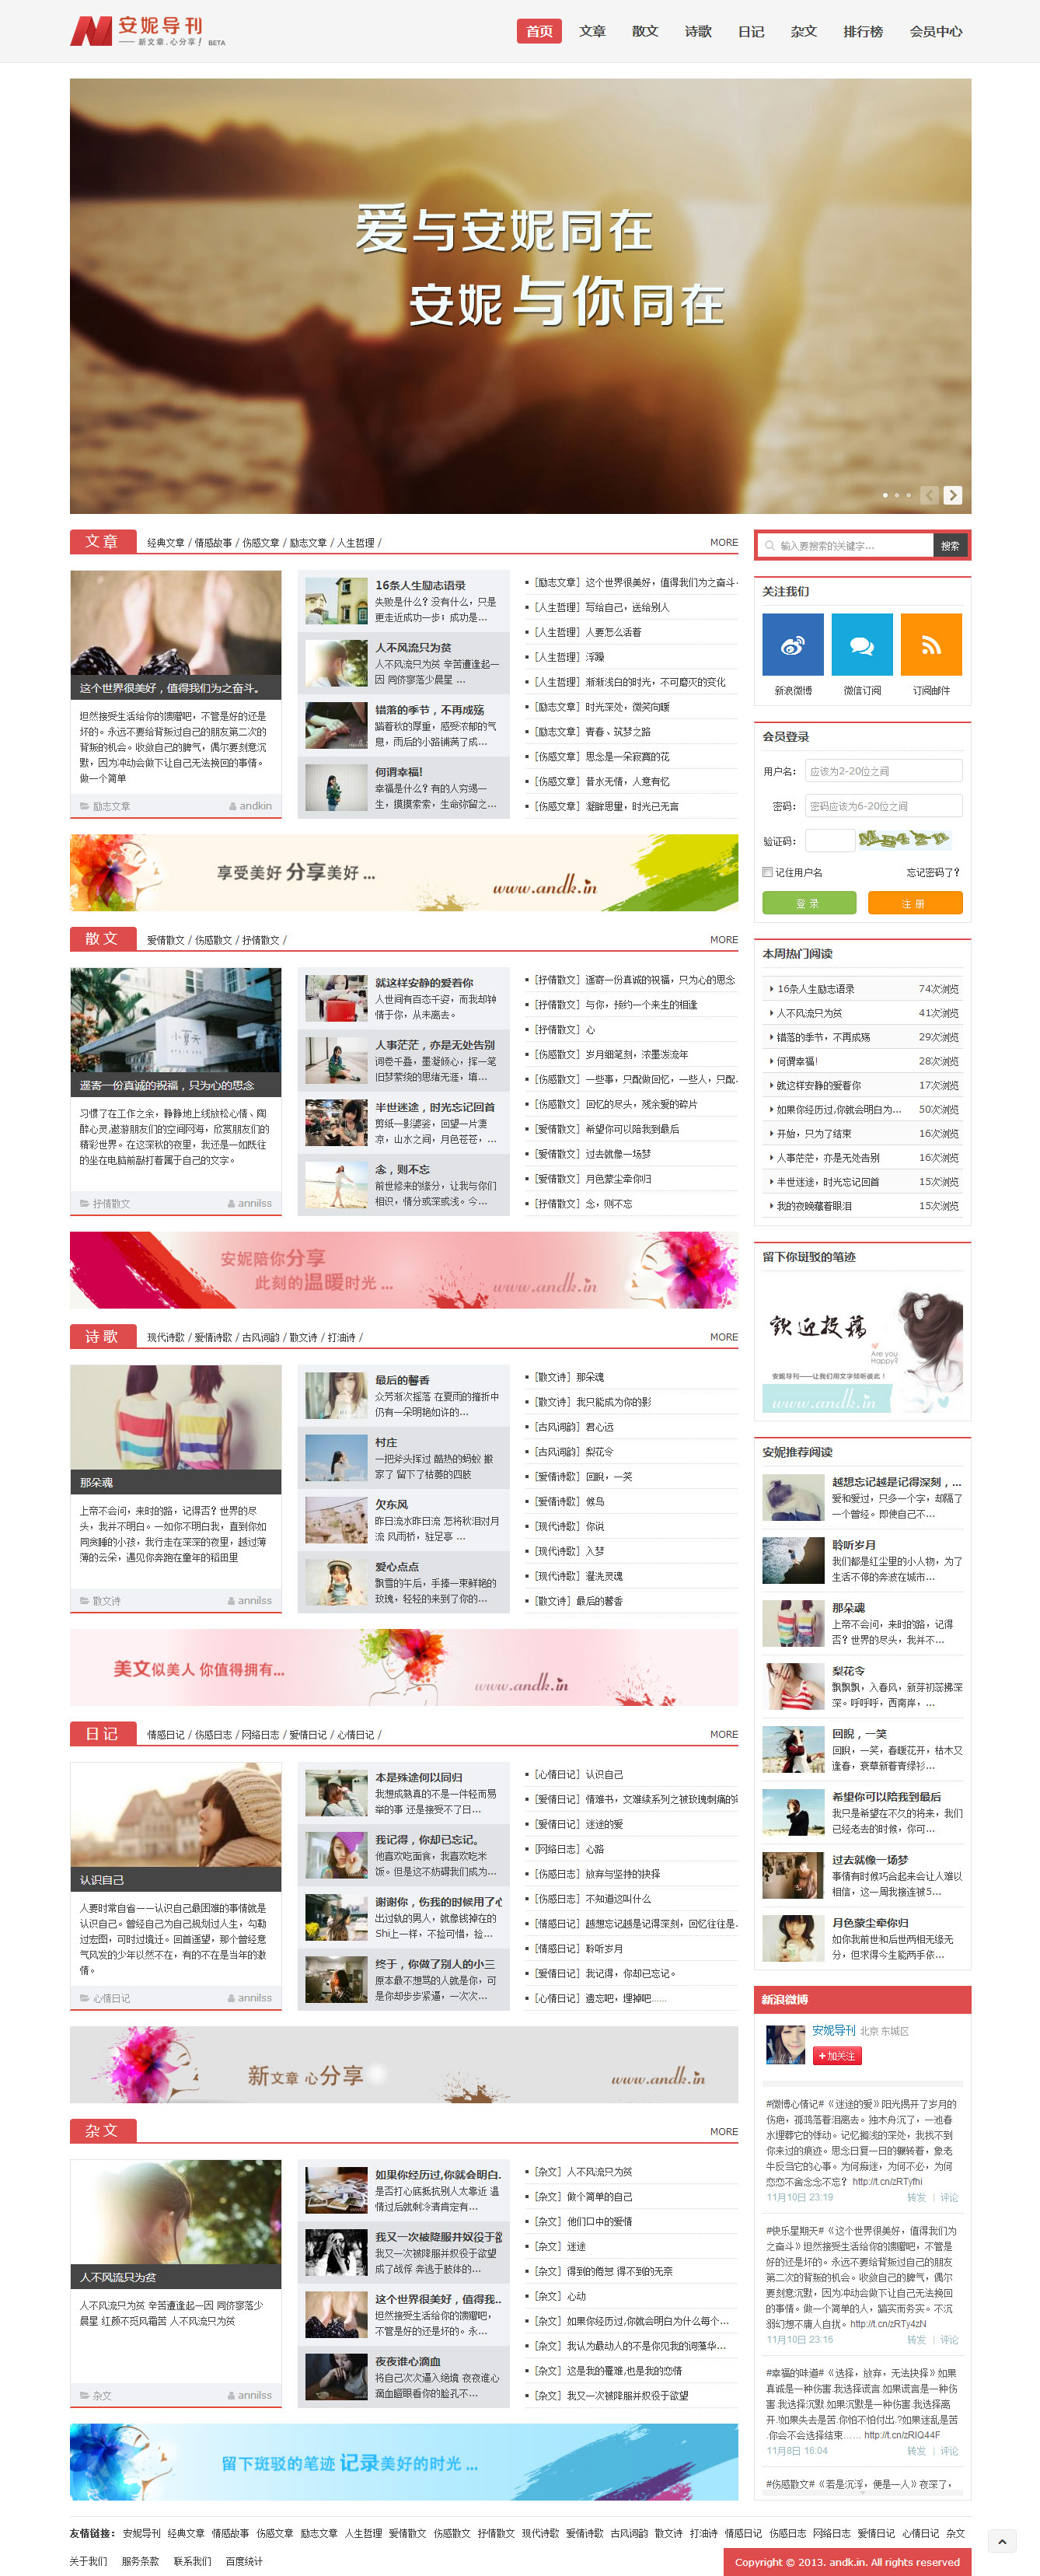 安妮导刊
—— 新文章.心分享！ BETA
首页 文章 散文 诗歌 日记 杂文 排行榜 会员中心
爱与安妮同在
安妮与你同在
文章 经典文章 / 情感故事 / 伤感文章 / 励志文章 / 人生哲理 / MORE
这个世界很美好，值得我们为之奋斗。
坦然接受生活给你的馈赠吧，不管是好的还是
坏的。永远不要给背叛过自己的朋友第二次的
背叛的机会。收敛自己的脾气，偶尔要刻意沉
默，因为冲动会做下让自己无法挽回的事情。
做一个简单
励志文章 andkin
16条人生励志语录
失败是什么？没有什么，只是
更走近成功一步；成功是...
人不风流只为贫
人不风流只为贫 辛苦遭逢起一
因 同侪寥落少晨星 ...
错落的季节，不再成殇
踏着秋的厚重，感受浓郁的气
息，雨后的小路铺满了成...
何谓幸福!
幸福是什么？有的人穷竭一
生，摸摸索索，生命弥留之...
[励志文章] 这个世界很美好，值得我们为之奋斗
[人生哲理] 写给自己，送给别人
[人生哲理] 人要怎么活着
[人生哲理] 浮躁
[人生哲理] 渐渐浅白的时光，不可磨灭的变化
[励志文章] 时光深处，微笑向暖
[励志文章] 青春、筑梦之路
[伤感文章] 思念是一朵寂寞的花
[伤感文章] 昔水无情，人意有忆
[伤感文章] 凝眸思量，时光已无言
享受美好 分享美好 ...
www.andk.in
散文 爱情散文 / 伤感散文 / 抒情散文 / MORE
遥寄一份真诚的祝福，只为心的思念
习惯了在工作之余，静静地上线放松心情、陶
醉心灵,遨游朋友们的空间网海，欣赏朋友们的
精彩世界。在这深秋的夜里，我还是一如既往
的坐在电脑前敲打着属于自己的文字。
抒情散文 annilss
就这样安静的爱着你
人世间有百态千姿，而我却钟
情于你，从未离去。
人事茫茫，亦是无处告别
词卷千叠，墨凝倾心，挥一笔
旧梦萦绕的思绪无涯，填...
半世迷途，时光忘记回首
剪纸一影婆娑，回望一片凄
凉，山水之间，月色苍苍，...
念，则不忘
前世修来的缘分，让我与你们
相识，情分或深或浅。今...
[抒情散文] 遥寄一份真诚的祝福，只为心的思念
[抒情散文] 与你，预约一个来生的相逢
[抒情散文] 心
[伤感散文] 岁月细笔刻，浓墨泼流年
[伤感散文] 一些事，只配做回忆，一些人，只配.
[伤感散文] 回忆的尽头，残余爱的碎片
[爱情散文] 希望你可以陪我到最后
[爱情散文] 过去就像一场梦
[爱情散文] 月色蒙尘牵你归
[抒情散文] 念，则不忘
安妮陪你分享
此刻的温暖时光 ...
www.andk.in
诗歌 现代诗歌 / 爱情诗歌 / 古风词韵 / 散文诗 / 打油诗 / MORE
那朵魂
上帝不会问，来时的路，记得否？世界的尽
头，我并不明白。一如你不明白我，直到你如
同贪睡的小孩，我行走在深深的夜里，越过薄
薄的云朵，遇见你奔跑在童年的稻田里
散文诗 annilss
最后的馨香
众芳渐次摇落 在夏雨的摧折中
仍有一朵明艳如许的...
村庄
一把斧头挥过 酷热的蚂蚁 搬
家了 留下了枯萎的四肢
欠东风
昨日流水昨日流 怎将秋泪对月
流 风雨桥，驻足亭 ...
爱心点点
飘雪的午后，手捧一束鲜艳的
玫瑰，轻轻的来到了你的...
[散文诗] 那朵魂
[散文诗] 我只能成为你的影
[古风词韵] 君心远
[古风词韵] 梨花令
[爱情诗歌] 回眸，一笑
[爱情诗歌] 候鸟
[现代诗歌] 你说
[现代诗歌] 入梦
[现代诗歌] 灌洗灵魂
[散文诗] 最后的馨香
美文似美人 你值得拥有...
www.andk.in
日记 情感日记 / 伤感日志 / 网络日志 / 爱情日记 / 心情日记 / MORE
认识自己
人要时常自省——认识自己最困难的事情就是
认识自己。曾经自己为自己规划过人生，勾勒
过宏图，可时过境迁。回首遥望，那个曾经意
气风发的少年以然不在，有的不在是当年的激
情。
心情日记 annilss
本是殊途何以同归
我想成熟真的不是一件轻而易
举的事 还是接受不了日...
我记得，你却已忘记。
他喜欢吃面食，我喜欢吃米
饭。但是这不妨碍我们成为...
谢谢你，伤我的时候用了心
出过轨的男人，就像钱掉在的
Shi上一样，不捡可惜，捡...
终于，你做了别人的小三
原本最不想骂的人就是你，可
是你却步步紧逼，一次次...
[心情日记] 认识自己
[爱情日记] 情难书，文难续系列之被玫瑰刺痛的
[爱情日记] 迷途的爱
[网络日志] 心路
[伤感日志] 放弃与坚持的抉择
[伤感日志] 不知道这叫什么
[情感日记] 越想忘记越是记得深刻，回忆往往是.
[情感日记] 聆听岁月
[爱情日记] 我记得，你却已忘记。
[心情日记] 遗忘吧，埋掉吧......
新文章 心分享
www.andk.in
杂文 MORE
人不风流只为贫
人不风流只为贫 辛苦遭逢起一因 同侪寥落少
晨星 红颜不抵风霜苦 人不风流只为贫
杂文 annilss
如果你经历过,你就会明白.
是否打心底抵抗别人太靠近 温
情过后就剩冷清肯定有...
我又一次被降服并奴役于欲
我又一次被降服并奴役于欲望
成了战俘 奔逃于肢体的...
这个世界很美好，值得我..
坦然接受生活给你的馈赠吧，
不管是好的还是坏的。永...
夜夜谁心滴血
将自己次次逼入绝境 夜夜谁心
滴血瞪眼看你的脸孔不...
[杂文] 人不风流只为贫
[杂文] 做个简单的自己
[杂文] 他们口中的爱情
[杂文] 迷途
[杂文] 得到的倦怠 得不到的无奈
[杂文] 心动
[杂文] 如果你经历过,你就会明白为什么每个...
[杂文] 我认为最动人的不是你见我的词藻华...
[杂文] 这是我的罹难,也是我的恋情
[杂文] 我又一次被降服并奴役于欲望
留下斑驳的笔迹 记录美好的时光 ...
输入要搜索的关键字... 搜索
关注我们
新浪微博 微信订阅 订阅邮件
会员登录
用户名： 应该为2-20位之间
密码： 密码应该为6-20位之间
验证码：
记住用户名 忘记密码了?
登 录 注 册
本周热门阅读
16条人生励志语录 74次浏览
人不风流只为贫 41次浏览
错落的季节，不再成殇 29次浏览
何谓幸福! 28次浏览
就这样安静的爱着你 17次浏览
如果你经历过,你就会明白为... 50次浏览
开始，只为了结束 16次浏览
人事茫茫，亦是无处告别 16次浏览
半世迷途，时光忘记回首 15次浏览
我的夜晚藏着眼泪 15次浏览
留下你斑驳的笔迹
欢迎投稿
Are you
Happy?
安妮导刊——让我们用文字倾听彼此！
www.andk.in
安妮推荐阅读
越想忘记越是记得深刻，...
爱和爱过，只多一个字，却隔了
一个曾经。即使自己不...
聆听岁月
我们都是红尘里的小人物，为了
生活不停的奔波在城市...
那朵魂
上帝不会问，来时的路，记得
否？世界的尽头，我并不...
梨花令
飘飘飘，入春风，新芽初蕊拂深
深。呼呼呼，西南岸，...
回眸，一笑
回眸，一笑，春暖花开，枯木又
逢春，衰草新着青绿衫...
希望你可以陪我到最后
我只是希望在不久的将来，我们
已经老去的时候，你可...
过去就像一场梦
事情有时候巧合起来会让人难以
相信，这一周我接连被5...
月色蒙尘牵你归
如你我前世和后世两相无缘无
分，但求得今生能两手依...
新浪微博
安妮导刊 北京 东城区
+加关注
#微博心情记#《迷途的爱》阳光揭开了岁月的
伤疤，孤鸿落着泪离去。独木舟沉了，一池春
水埋葬它的悸动。记忆搁浅的深处，我找不到
你来过的痕迹。思念日复一日的辗转着，象老
牛反刍它的心事。为何痴迷，为何不必，为何
恋恋不舍念念不忘？ http://t.cn/zRTyfhi
11月10日 23:19 转发 | 评论
#快乐星期天#《这个世界很美好，值得我们为
之奋斗》坦然接受生活给你的馈赠吧，不管是
好的还是坏的。永远不要给背叛过自己的朋友
第二次的背叛的机会。收敛自己的脾气，偶尔
要刻意沉默，因为冲动会做下让自己无法挽回
的事情。做一个简单的人，踏实而务实。不沉
溺幻想不庸人自扰。http://t.cn/zRTy4zN
11月10日 23:16 转发 | 评论
#幸福的味道#《选择，放弃，无法抉择》如果
真诚是一种伤害.我选择谎言.如果谎言是一种伤
害.我选择沉默.如果沉默是一种伤害.我选择离
开.!如果失去是苦.你怕不怕付出.?如果迷乱是苦
.你会不会选择结束...... http://t.cn/zRlQ44F
11月8日 16:04 转发 | 评论
#伤感散文#《若是沉浮，便是一人》夜深了，
友情链接： 安妮导刊 经典文章 情感故事 伤感文章 励志文章 人生哲理 爱情散文 伤感散文 抒情散文 现代诗歌 爱情诗歌 古风词韵 散文诗 打油诗 情感日记 伤感日志 网络日志 爱情日记 心情日记 杂文
关于我们 服务条款 联系我们 百度统计
Copyright © 2013. andk.in. All rights reserved